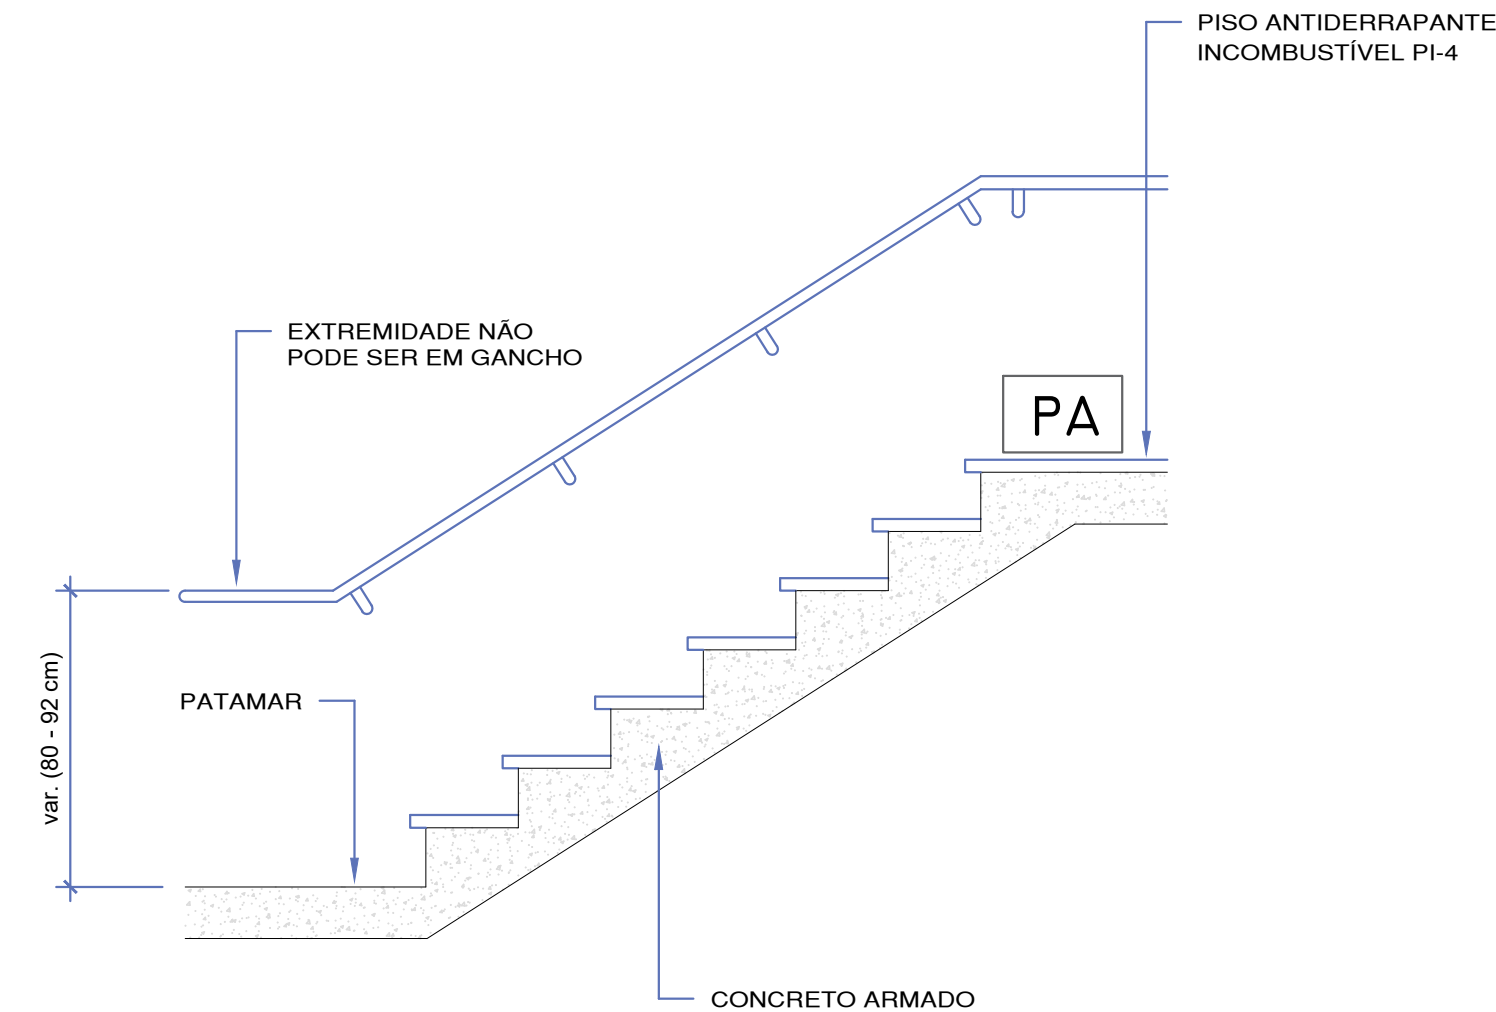 PISO ANTIDERRAPANTE
INCOMBUSTÍVEL PI-4
EXTREMIDADE NÃO
PODE SER EM GANCHO
PA
var. (80 - 92 cm)
PATAMAR
CONCRETO ARMADO